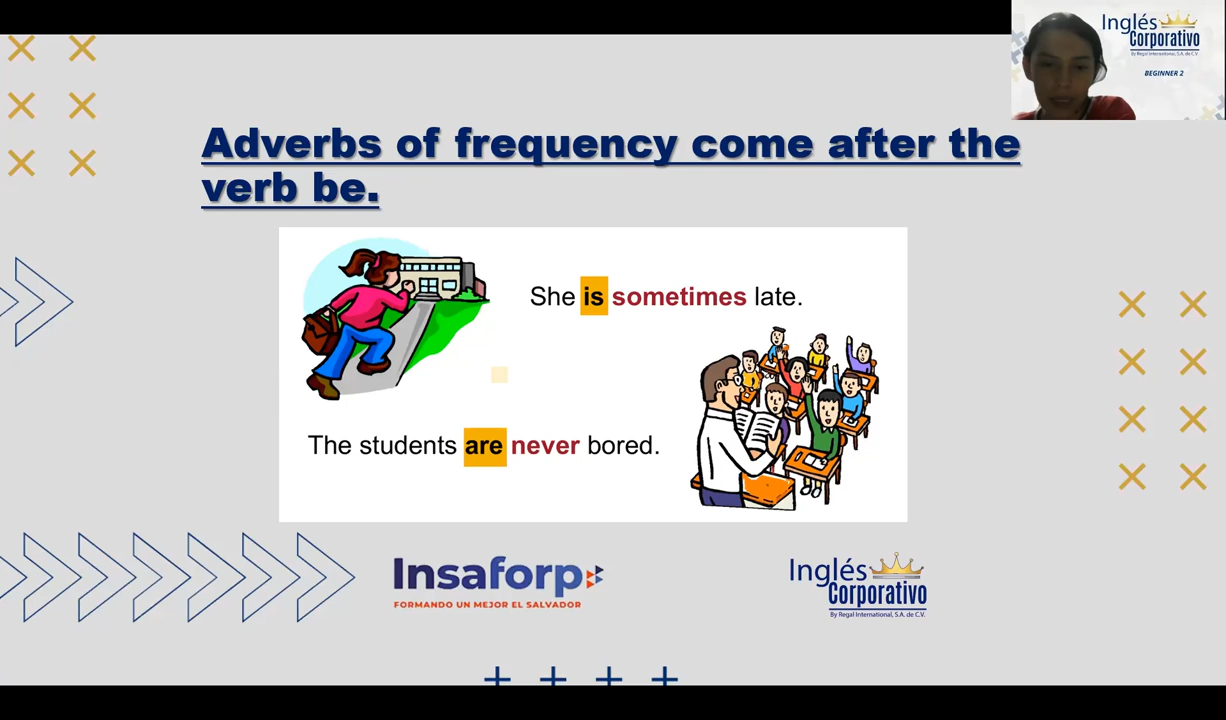 Inglés
Corporativo
By Regal International, S.A. de C.V.
BEGINNER 2
Adverbs of frequency come after the
verb be.
She is sometimes late.
The students are never bored.
Insaforp
FORMANDO UN MEJOR EL SALVADOR
Inglés
Corporativo
By Regal International, S.A. de C.V.